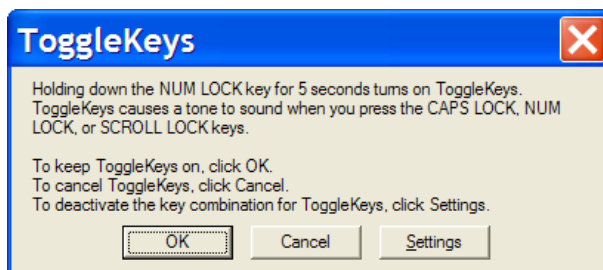 ToggleKeys
Holding down the NUM LOCK key for 5 seconds turns on ToggleKeys.
ToggleKeys causes a tone to sound when you press the CAPS LOCK, NUM
LOCK, or SCROLL LOCK keys.
To keep ToggleKeys on, click OK.
To cancel ToggleKeys, click Cancel.
To deactivate the key combination for ToggleKeys, click Settings.
OK Cancel Settings